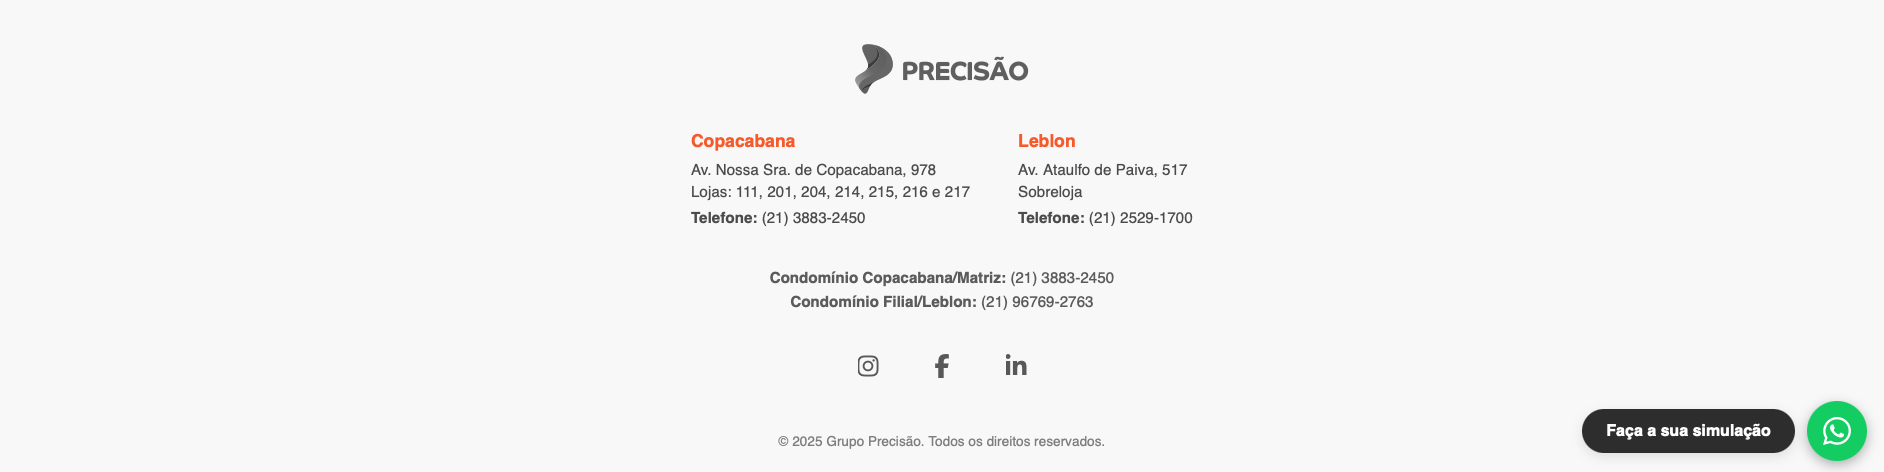 PRECISÃO
Copacabana
Av. Nossa Sra. de Copacabana, 978
Lojas: 111, 201, 204, 214, 215, 216 e 217
Telefone: (21) 3883-2450
Leblon
Av. Ataulfo de Paiva, 517
Sobreloja
Telefone: (21) 2529-1700
Condomínio Copacabana/Matriz: (21) 3883-2450
Condomínio Filial/Leblon: (21) 96769-2763
© 2025 Grupo Precisão. Todos os direitos reservados.
Faça a sua simulação